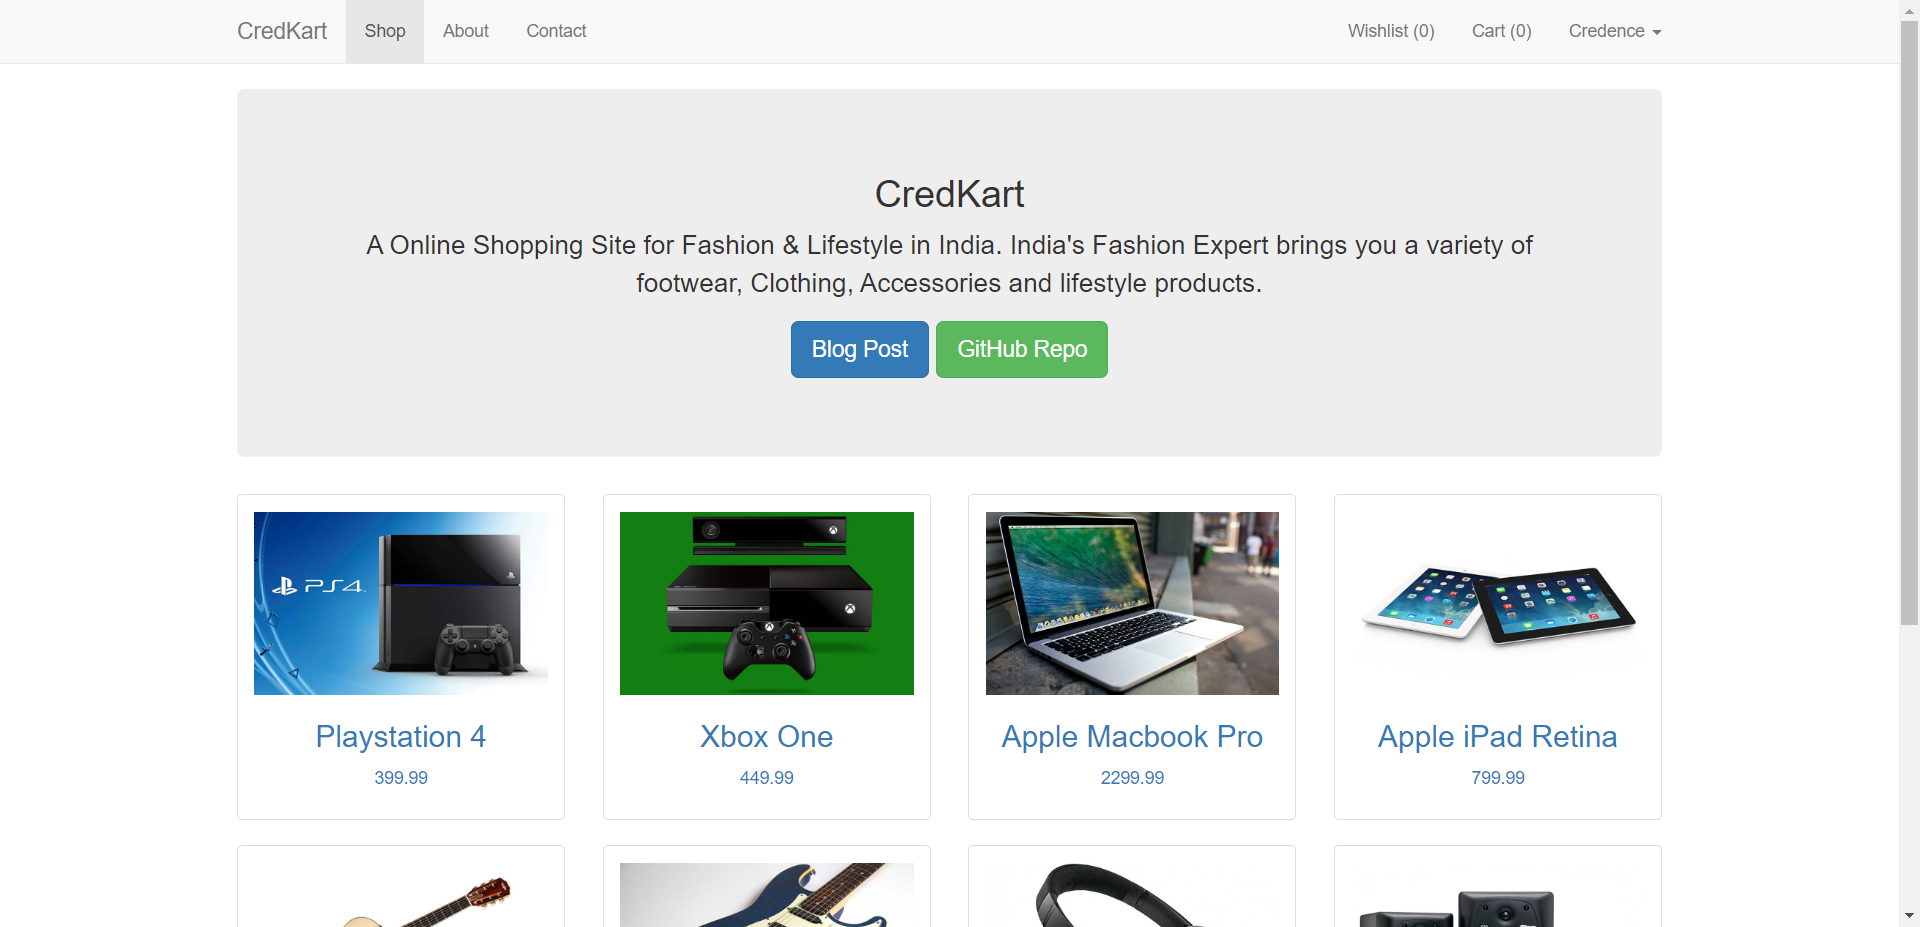 CredKart Shop About Contact Wishlist (0) Cart (0) Credence
CredKart
A Online Shopping Site for Fashion & Lifestyle in India. India's Fashion Expert brings you a variety of
footwear, Clothing, Accessories and lifestyle products.
Blog Post GitHub Repo
PS4
Playstation 4
399.99
Xbox One
449.99
Apple Macbook Pro
2299.99
Apple iPad Retina
799.99